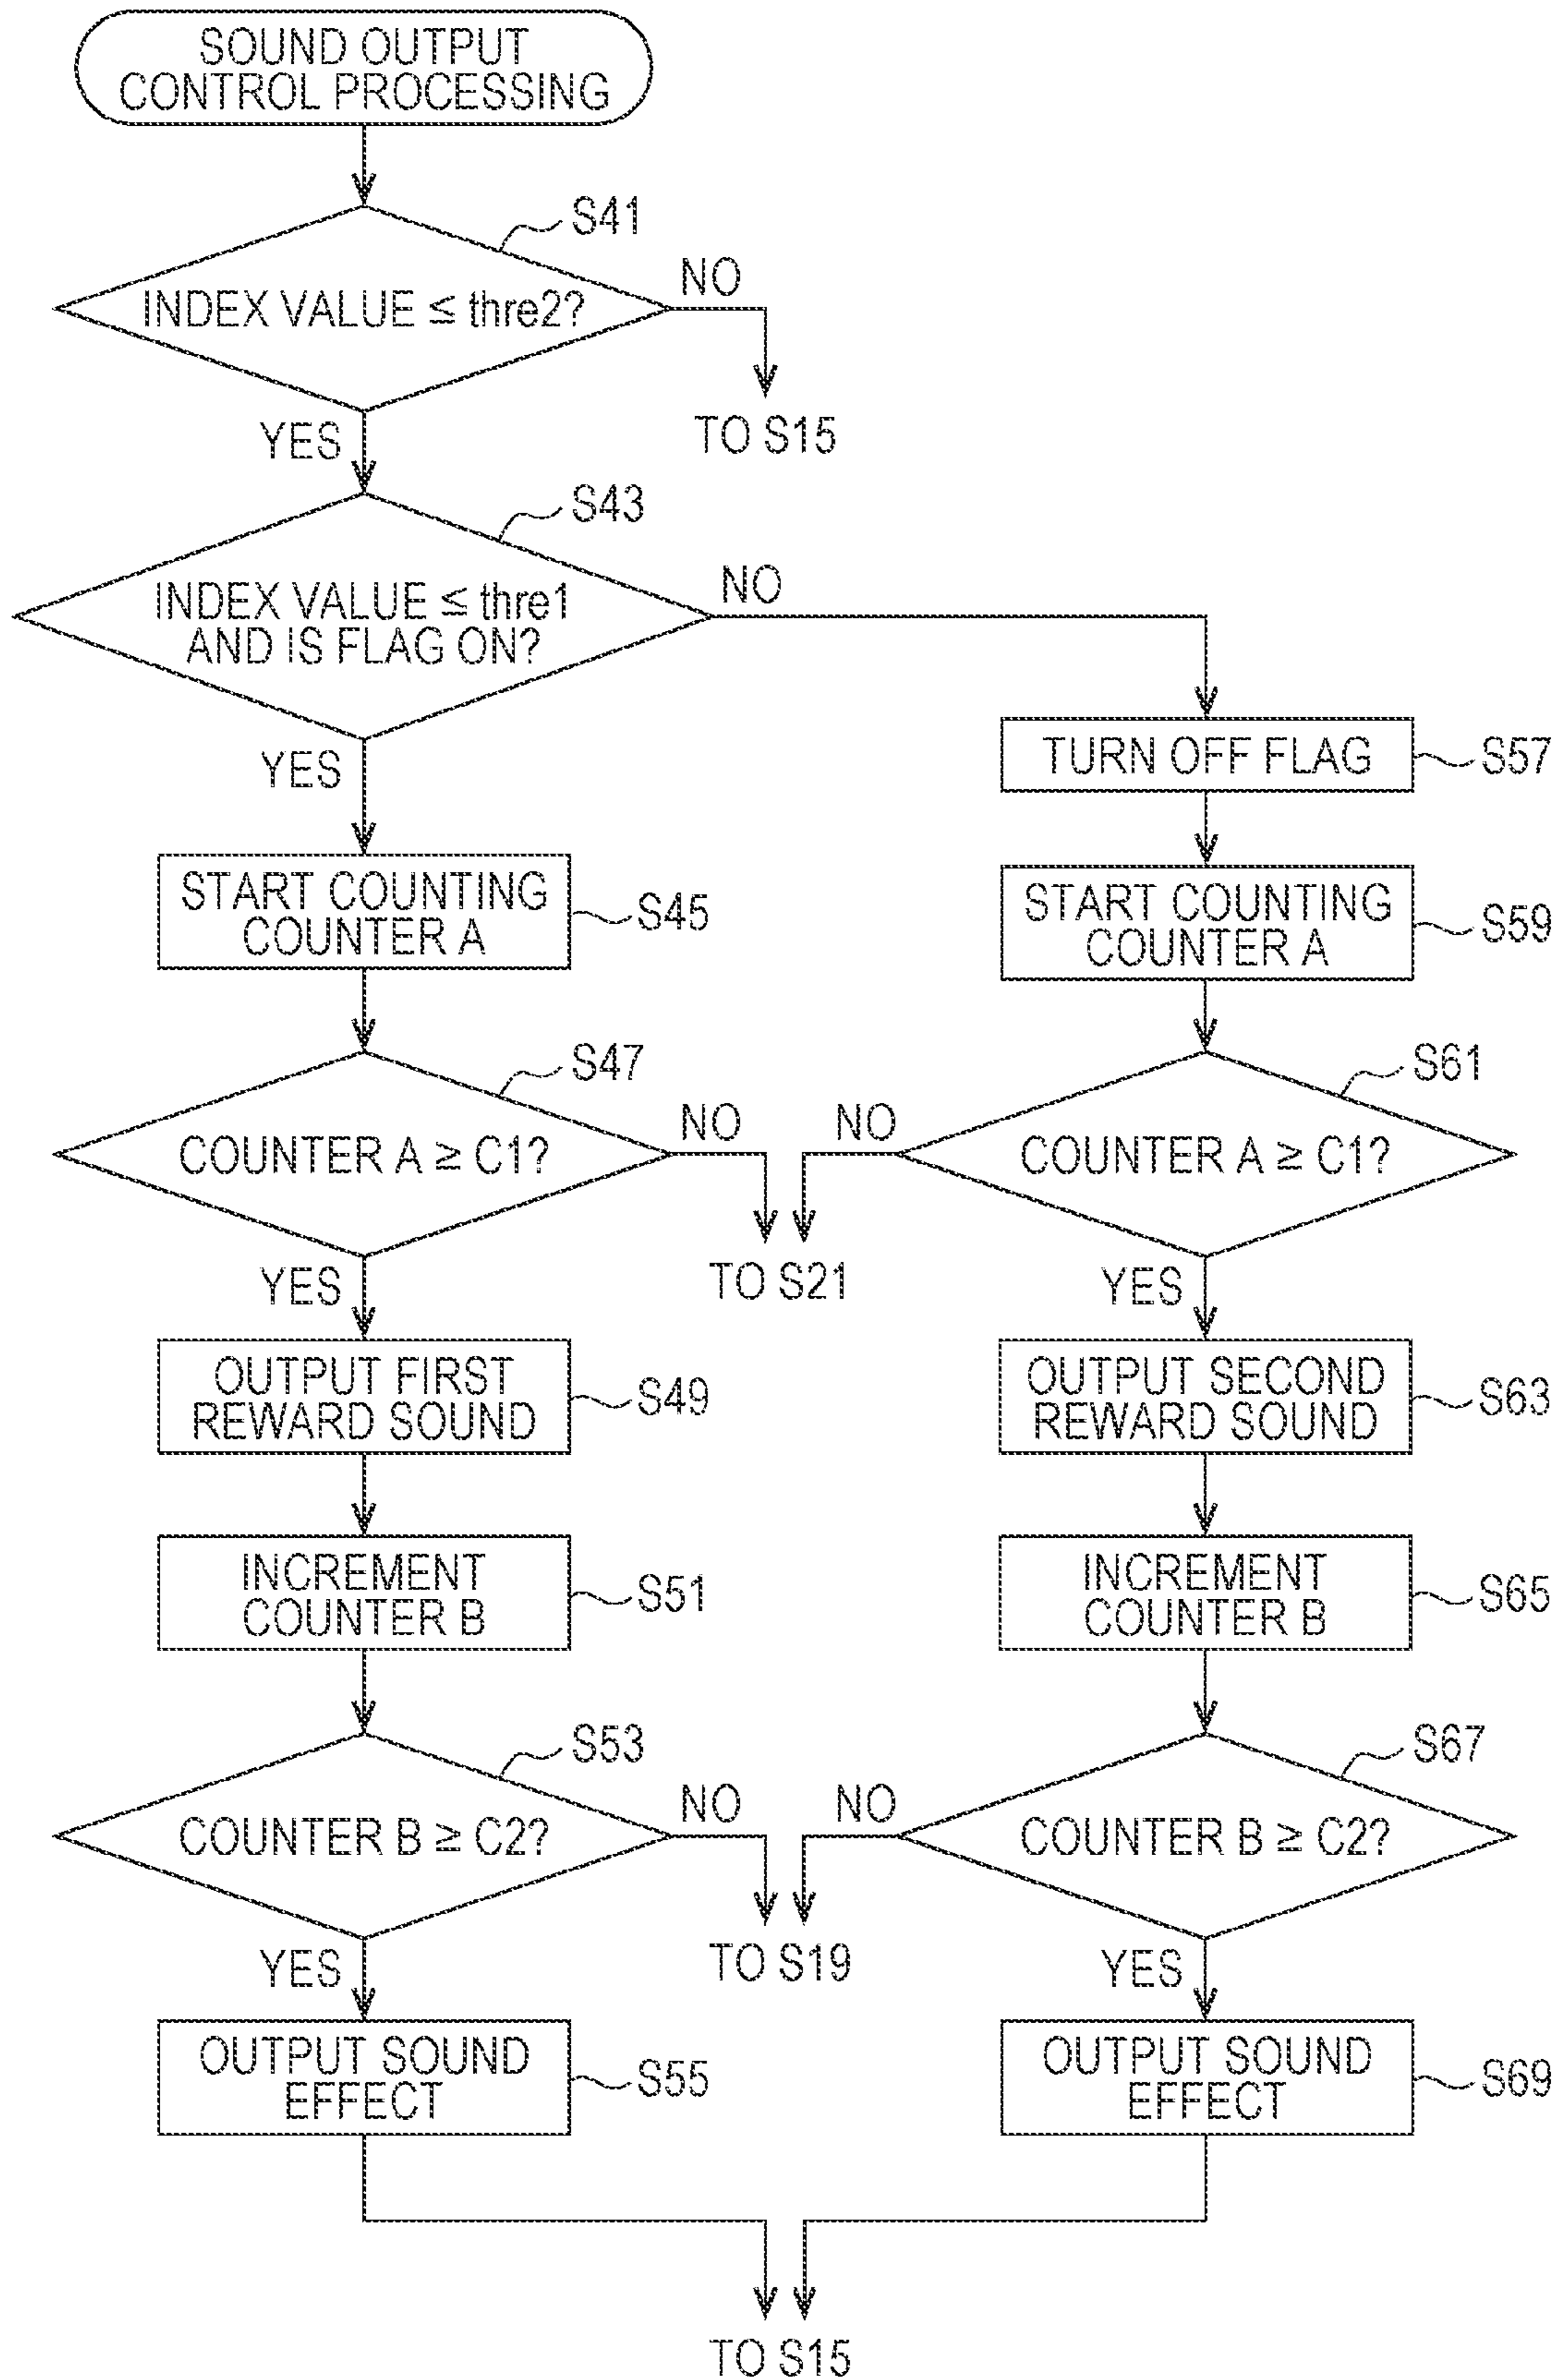 SOUND OUTPUT
CONTROL PROCESSING
S41
INDEX VALUE ≤ thre2?
NO
TO S15
YES
S43
INDEX VALUE ≤ thre1
AND IS FLAG ON?
NO
YES
TURN OFF FLAG
S57
START COUNTING
COUNTER A
S45
START COUNTING
COUNTER A
S59
S47
COUNTER A ≥ C1?
NO
S61
COUNTER A ≥ C1?
NO
TO S21
YES
YES
OUTPUT FIRST
REWARD SOUND
S49
OUTPUT SECOND
REWARD SOUND
S63
INCREMENT
COUNTER B
S51
INCREMENT
COUNTER B
S65
S53
COUNTER B ≥ C2?
NO
S67
COUNTER B ≥ C2?
NO
TO S19
YES
YES
OUTPUT SOUND
EFFECT
S55
OUTPUT SOUND
EFFECT
S69
TO S15